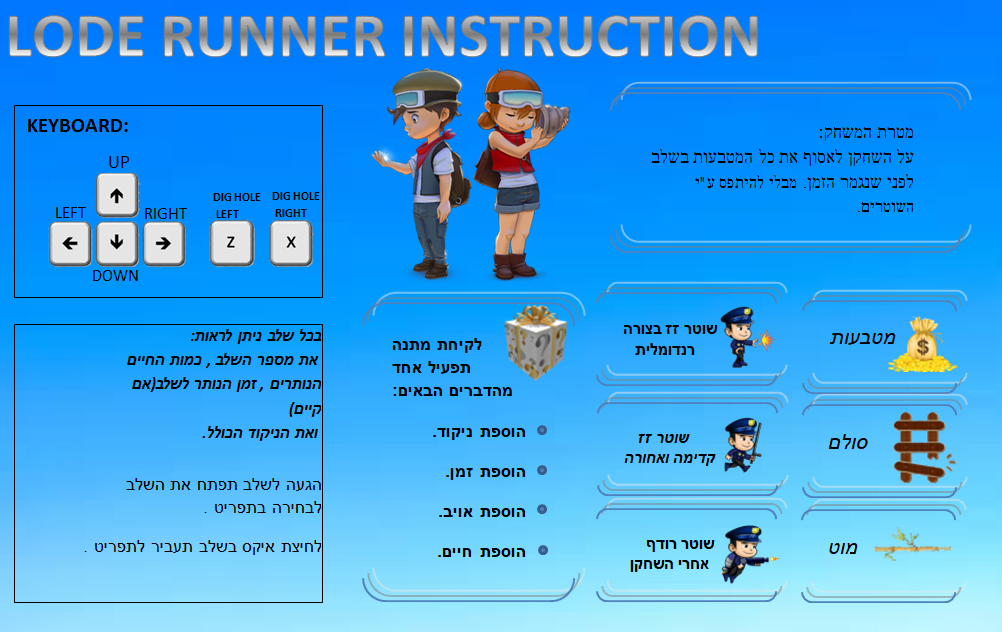 LODE RUNNER INSTRUCTION
KEYBOARD:
UP
LEFT
RIGHT
DOWN
DIG HOLE
LEFT
DIG HOLE
RIGHT
Z
X
מטרת המשחק:
על השחקן לאסוף את כל המטבעות בשלב
לפני שנגמר הזמן. מבלי להיתפס ע"י
השוטרים.
בכל שלב ניתן לראות:
את מספר השלב , כמות החיים
הנותרים , זמן הנותר לשלב(אם
קיים)
ואת הניקוד הכולל.
הגעה לשלב תפתח את השלב
לבחירה בתפריט .
לחיצת איקס בשלב תעביר לתפריט .
לקיחת מתנה
תפעיל אחד
מהדברים הבאים:
הוספת ניקוד.
הוספת זמן.
הוספת אויב.
הוספת חיים.
שוטר זז בצורה
רנדומלית
שוטר זז
קדימה ואחורה
שוטר רודף
אחרי השחקן
מטבעות
סולם
מוט